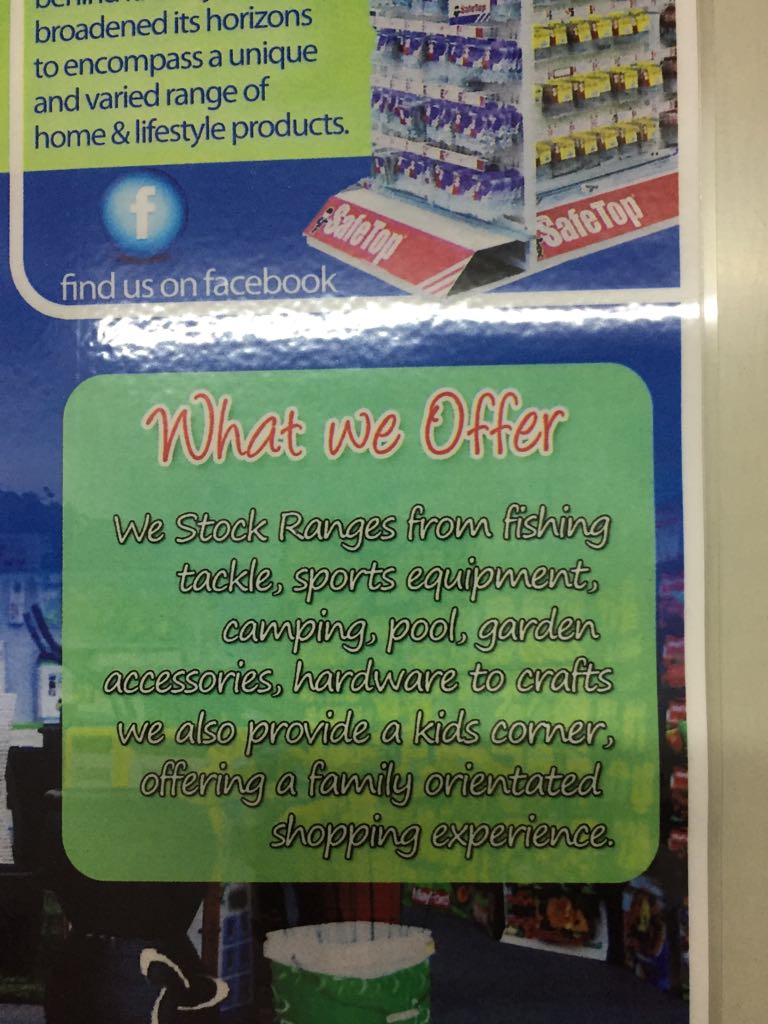 behind
broadened its horizons
to encompass a unique
and varied range of
home & lifestyle products.
SafeTop
SafeTop
SafeTop
f
find us on facebook
What we Offer
We Stock Ranges from fishing
tackle, sports equipment,
camping, pool, garden
accessories, hardware to crafts
we also provide a kids corner,
offering a family orientated
shopping experience.